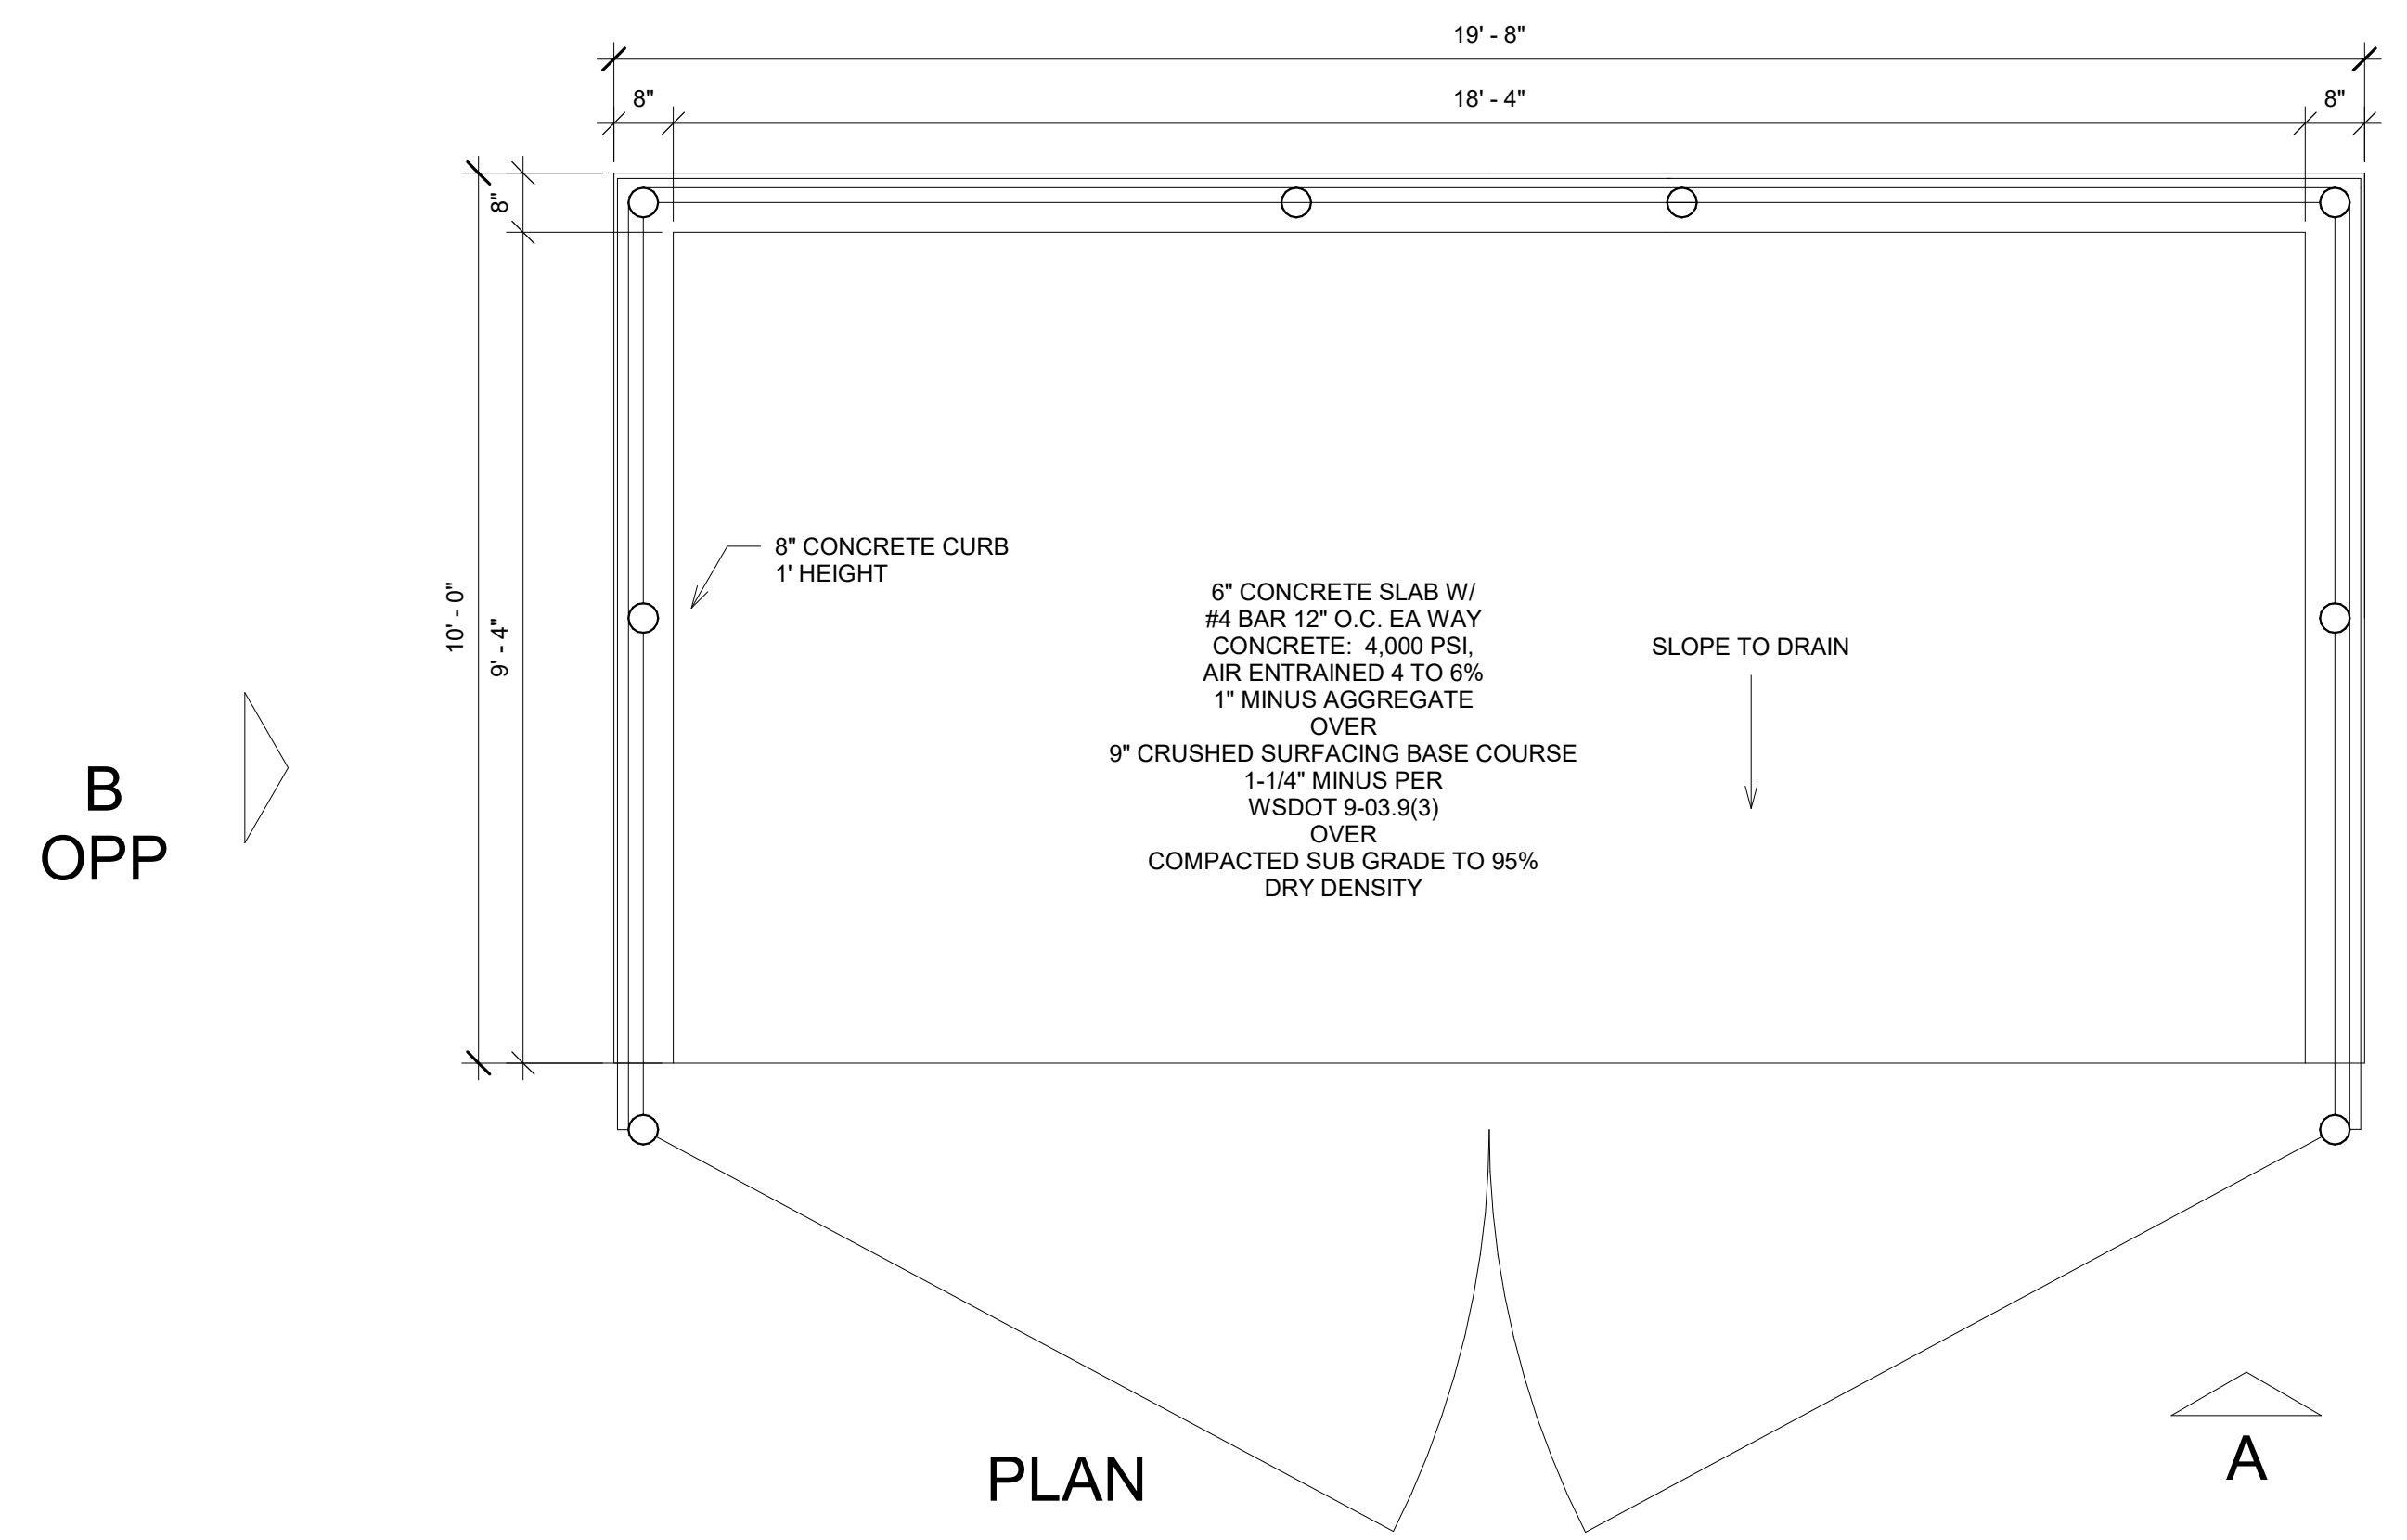 19' - 8"
8"
18' - 4"
8"
8"
10' - 0"
9' - 4"
8" CONCRETE CURB
1' HEIGHT
6" CONCRETE SLAB W/
#4 BAR 12" O.C. EA WAY
CONCRETE:  4,000 PSI,
AIR ENTRAINED 4 TO 6%
1" MINUS AGGREGATE
OVER
9" CRUSHED SURFACING BASE COURSE
1-1/4" MINUS PER
WSDOT 9-03.9(3)
OVER
COMPACTED SUB GRADE TO 95%
DRY DENSITY
SLOPE TO DRAIN
B
OPP
PLAN
A